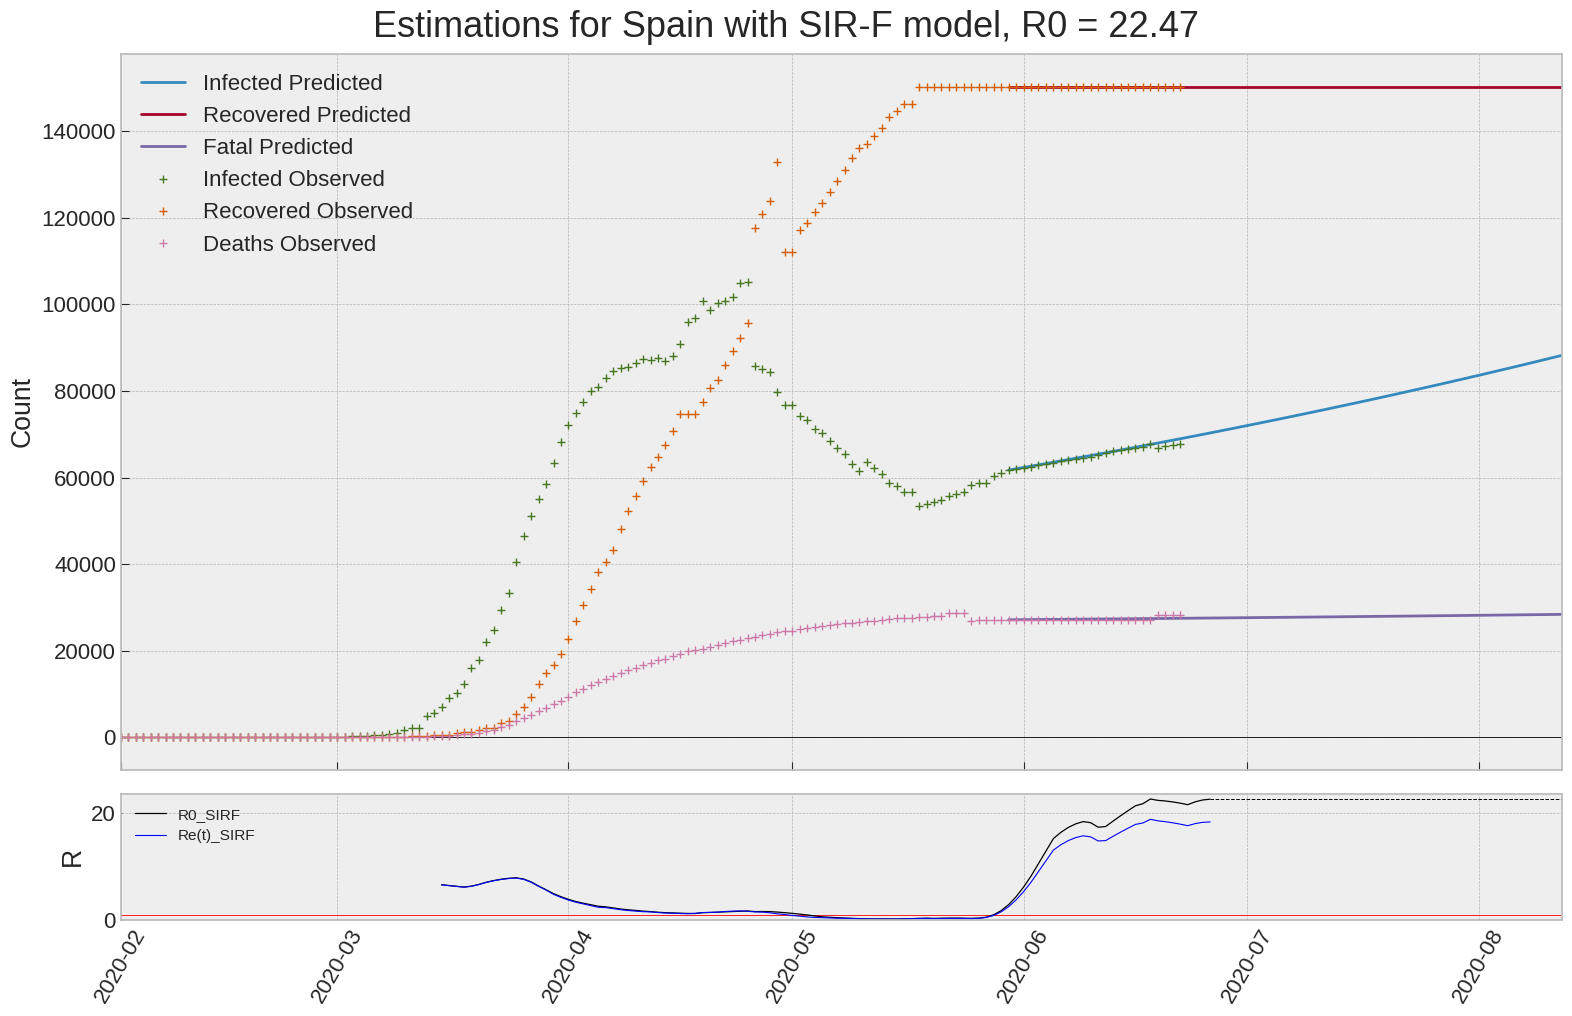 Estimations for Spain with SIR-F model, R0 = 22.47
Infected Predicted
Recovered Predicted
Fatal Predicted
Infected Observed
Recovered Observed
Deaths Observed
Count
140000
120000
100000
80000
60000
40000
20000
0
R0_SIRF
Re(t)_SIRF
R
20
0
2020-02
2020-03
2020-04
2020-05
2020-06
2020-07
2020-08